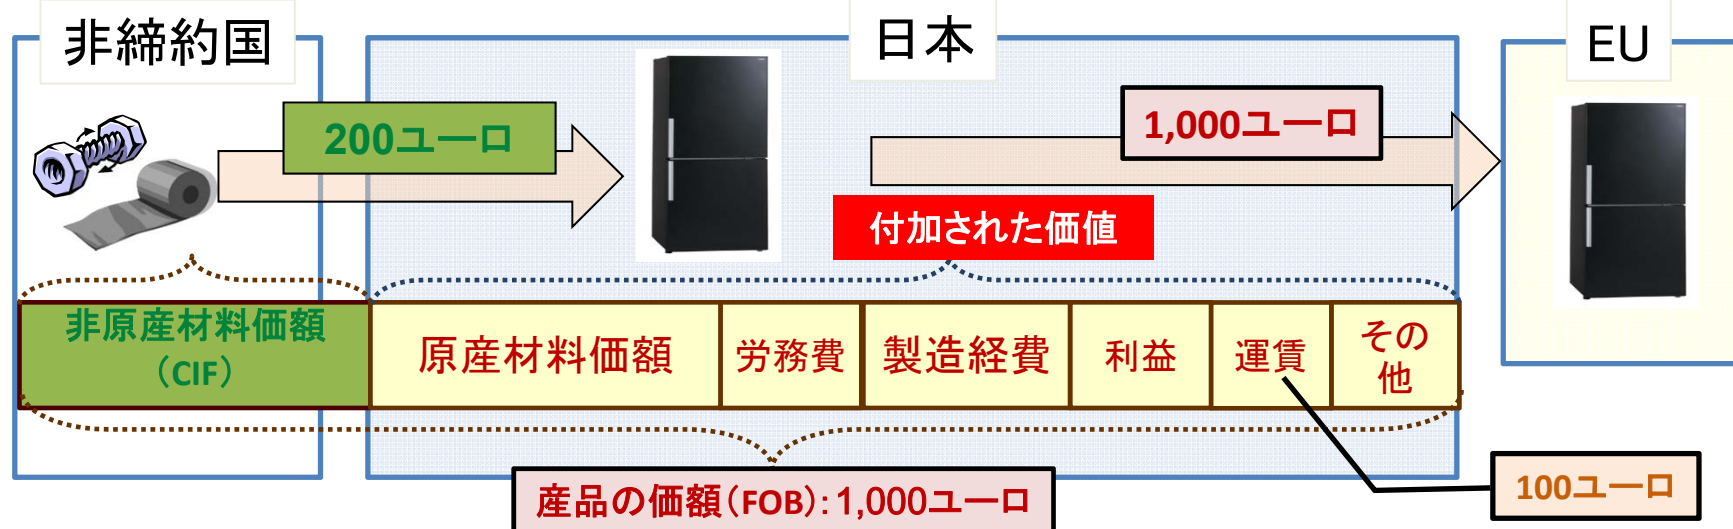 非締約国
日本
EU
200ユーロ
1,000ユーロ
付加された価値
非原産材料価額
（CIF）
原産材料価額
労務費
製造経費
利益
運賃
その
他
産品の価額（FOB）：1,000ユーロ
100ユーロ